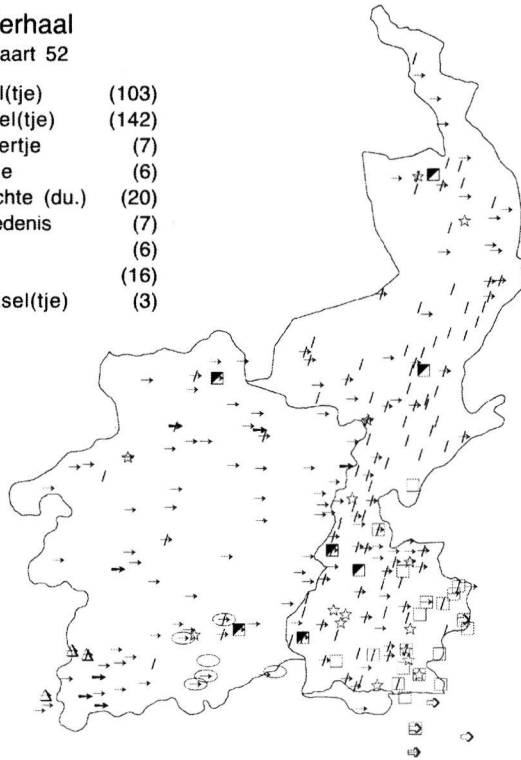 erhaal
aart 52
l(tje) (103)
el(tje) (142)
ertje (7)
e (6)
chte (du.) (20)
edenis (7)
(6)
(16)
sel(tje) (3)